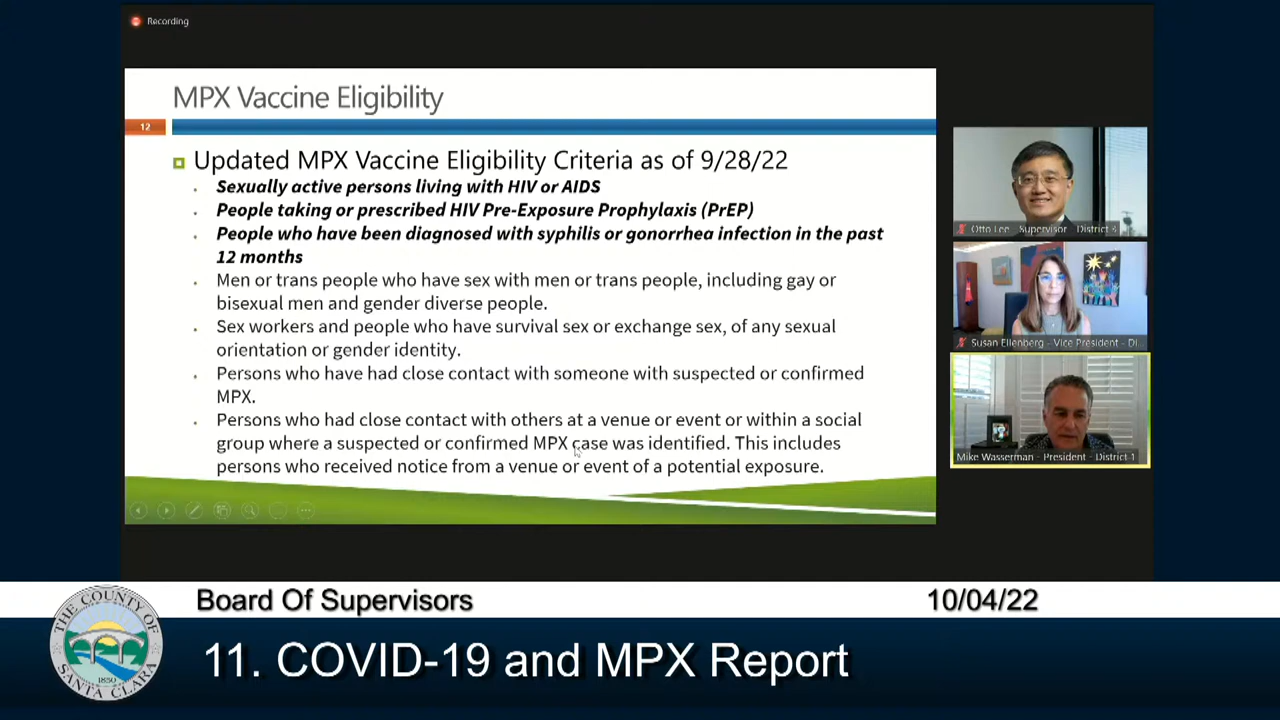 Recording
MPX Vaccine Eligibility
12
Updated MPX Vaccine Eligibility Criteria as of 9/28/22
Sexually active persons living with HIV or AIDS
People taking or prescribed HIV Pre-Exposure Prophylaxis (PrEP)
People who have been diagnosed with syphilis or gonorrhea infection in the past
12 months
Men or trans people who have sex with men or trans people, including gay or
bisexual men and gender diverse people.
Sex workers and people who have survival sex or exchange sex, of any sexual
orientation or gender identity.
Persons who have had close contact with someone with suspected or confirmed
MPX.
Persons who had close contact with others at a venue or event or within a social
group where a suspected or confirmed MPX case was identified. This includes
persons who received notice from a venue or event of a potential exposure.
Otto Lee - Supervisor - District
Susan Ellenberg - Vice President - Di...
Mike Wasserman - President - District 1
Board Of Supervisors
10/04/22
11. COVID-19 and MPX Report
THE COUNTY OF
SANTA CLARA
1850